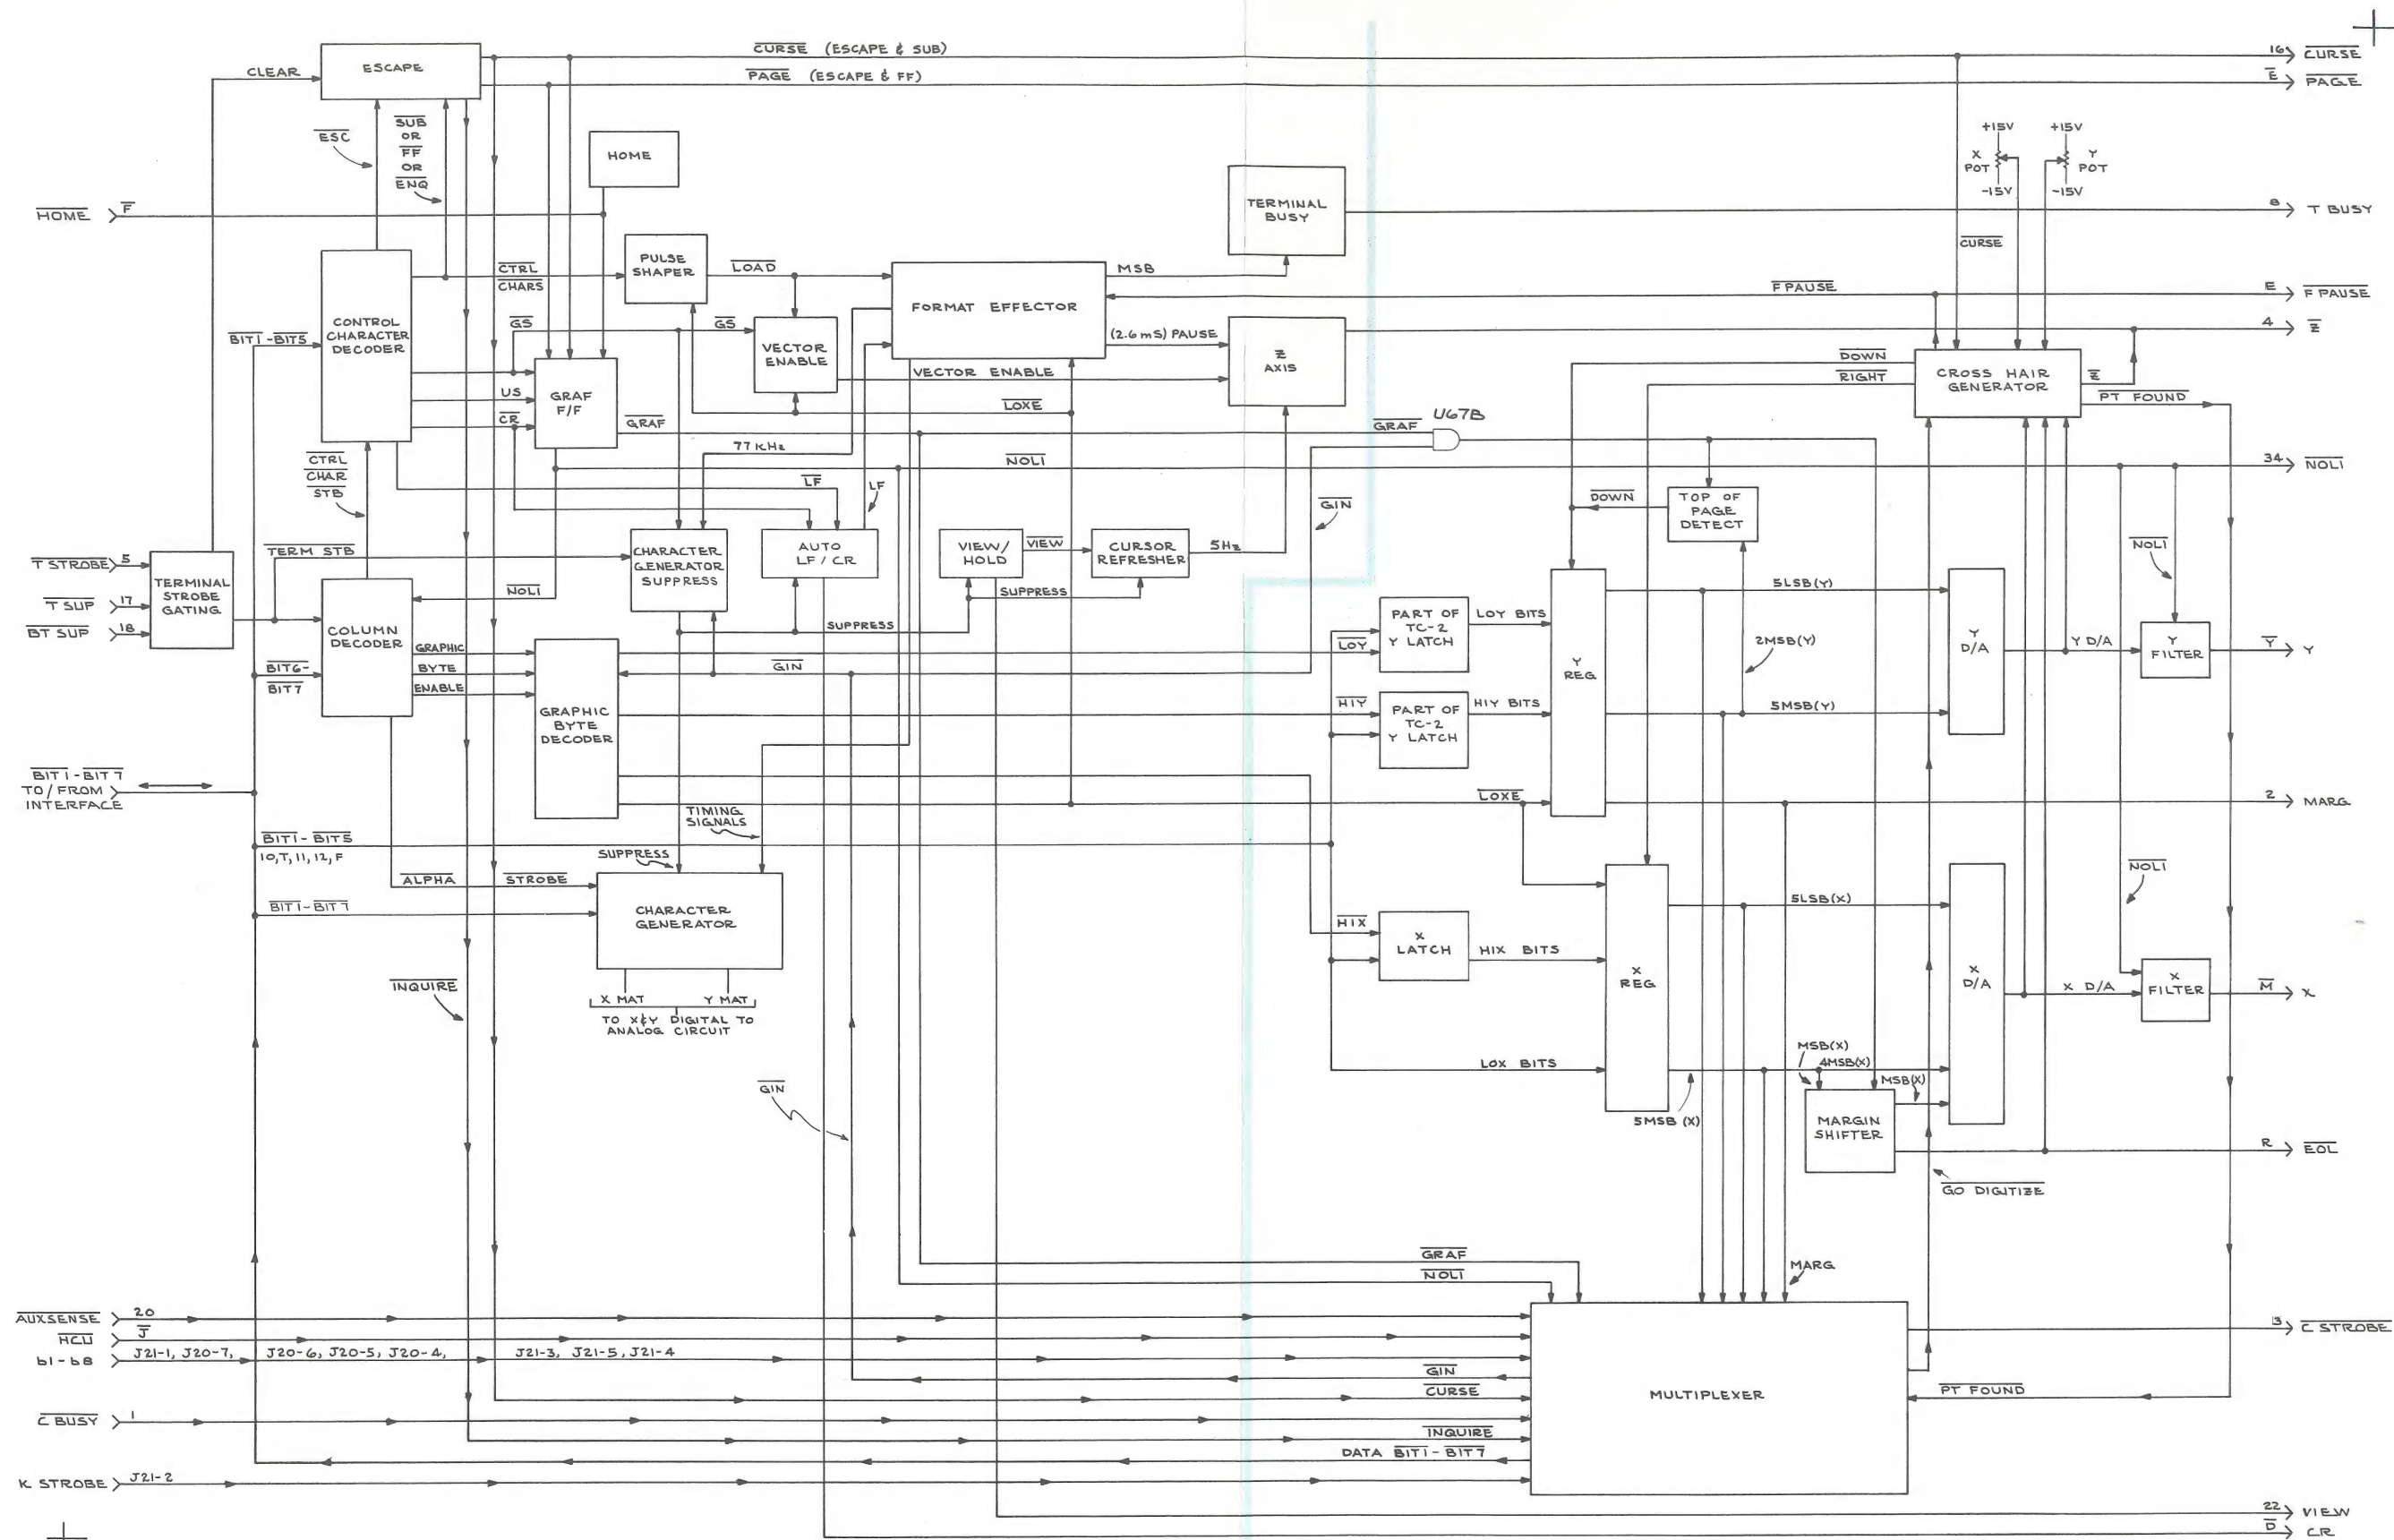 CURSE (ESCAPE & SUB)
16 CURSE
PAGE (ESCAPE & FF)
E PAGE
CLEAR
ESCAPE
ESC
SUB
OR
FF
OR
ENQ
HOME
HOME F
+15V +15V
X
POT
Y
POT
-15V -15V
TERMINAL
BUSY
8 T BUSY
CURSE
PULSE
SHAPER
CTRL
CHARS
LOAD
MSB
FORMAT EFFECTOR
F PAUSE
E F PAUSE
BIT1-BIT5
CONTROL
CHARACTER
DECODER
GS
GS
VECTOR
ENABLE
(2.6mS) PAUSE
Z
AXIS
4 Z
DOWN
RIGHT
CROSS HAIR
GENERATOR
Z
PT FOUND
VECTOR ENABLE
US
GRAF
F/F
CR
GRAF
LOXE
GRAF
U67B
77KHz
NOLI
34 NOLI
CTRL
CHAR
STB
LF
LF
GIN
DOWN
TOP OF
PAGE
DETECT
NOLI
T STROBE 5
T SUP 17
BT SUP 18
TERMINAL
STROBE
GATING
TERM STB
CHARACTER
GENERATOR
SUPPRESS
AUTO
LF/CR
VIEW/
HOLD
VIEW
CURSOR
REFRESHER
5Hz
NOLI
SUPPRESS
SUPPRESS
COLUMN
DECODER
BIT6-
BIT7
GRAPHIC
BYTE
ENABLE
GRAPHIC
BYTE
DECODER
GIN
PART OF
TC-2
Y LATCH
LOY
LOY BITS
PART OF
TC-2
Y LATCH
HIY
HIY BITS
Y
REG
5LSB(Y)
2MSB(Y)
5MSB(Y)
Y
D/A
Y D/A
Y
FILTER
Y Y
BIT1-BIT7
TO/FROM
INTERFACE
LOXE
2 MARG
TIMING
SIGNALS
BIT1-BIT5
10, T, 11, 12, F
SUPPRESS
ALPHA STROBE
BIT1-BIT7
CHARACTER
GENERATOR
X MAT Y MAT
TO X&Y DIGITAL TO
ANALOG CIRCUIT
INQUIRE
HIX
X
LATCH
HIX BITS
X
REG
5LSB(X)
X
D/A
NOLI
X D/A
X
FILTER
M X
LOX BITS
5MSB (X)
MSB(X)
4MSB(X)
MSB(X)
MARGIN
SHIFTER
R EOL
GO DIGITIZE
GIN
GRAF
NOLI
MARG
AUXSENSE 20
HCU J
b1-b8 J21-1, J20-7, J20-6, J20-5, J20-4, J21-3, J21-5, J21-4
GIN
CURSE
C BUSY 1
INQUIRE
DATA BIT1-BIT7
K STROBE J21-2
MULTIPLEXER
3 C STROBE
PT FOUND
22 VIEW
D CR